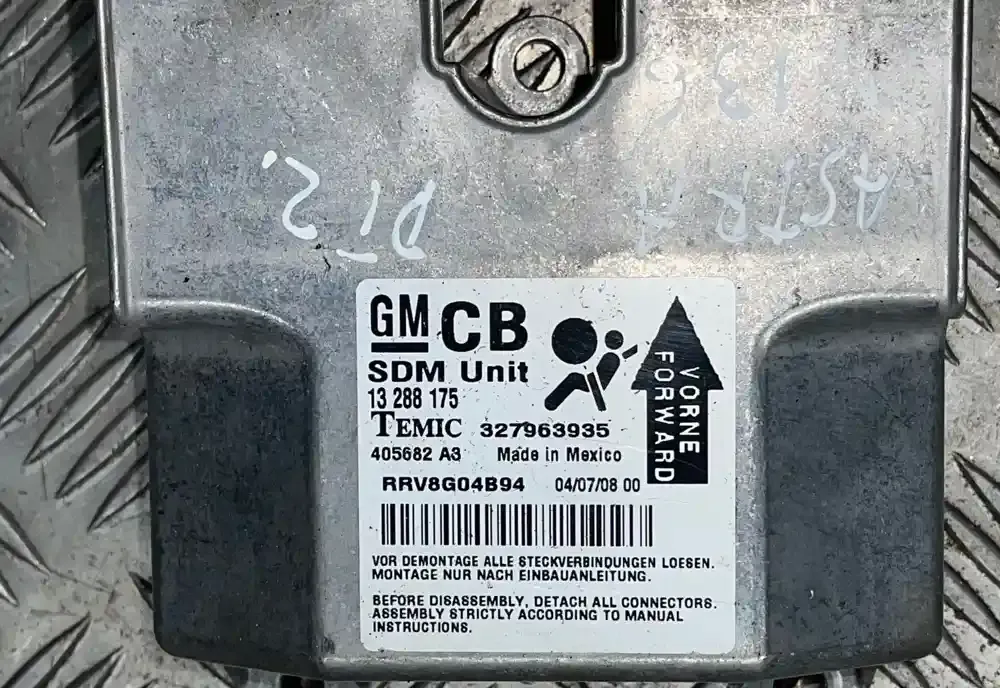 136
ASTRA
DT2.
GM CB
SDM Unit
13 288 175
TEMIC 327963935
405682 A3 Made in Mexico
RRV8G04B94 04/07/08 00
VORNE
FORWARD
VOR DEMONTAGE ALLE STECKVERBINDUNGEN LOESEN.
MONTAGE NUR NACH EINBAUANLEITUNG.
BEFORE DISASSEMBLY, DETACH ALL CONNECTORS.
ASSEMBLY STRICTLY ACCORDING TO MANUAL
INSTRUCTIONS.